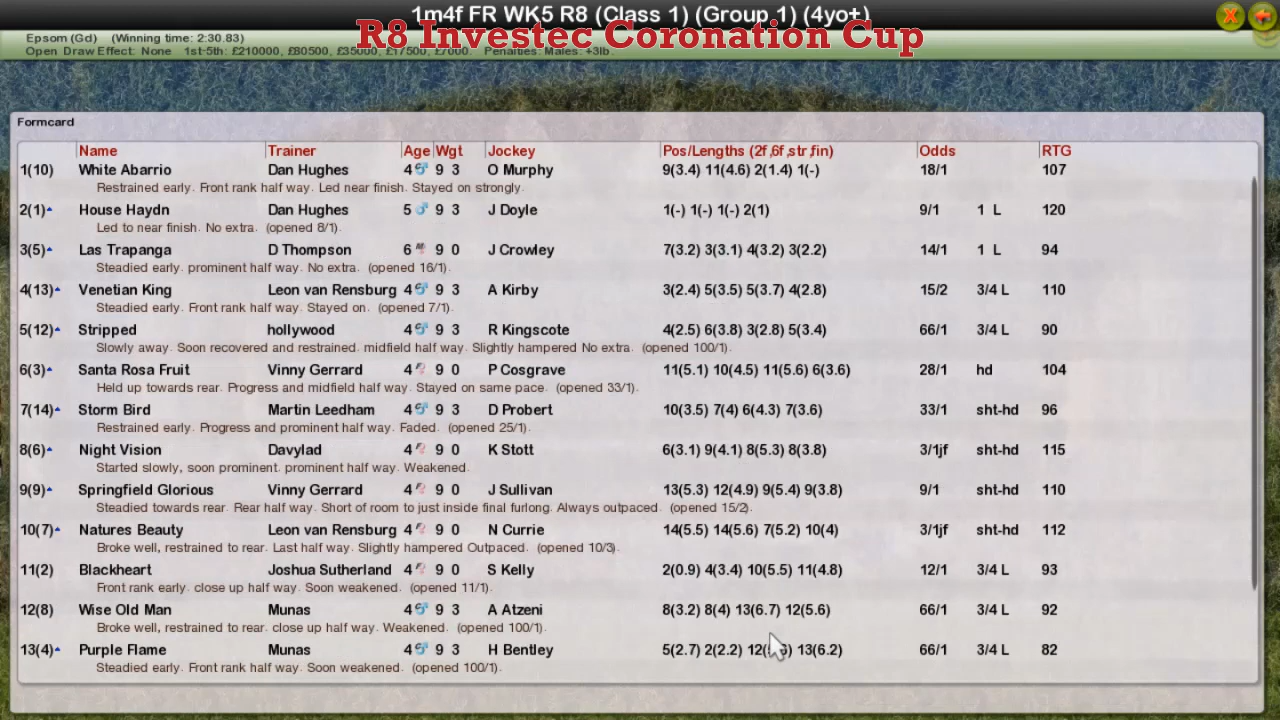 1m4f FR WK5 R8 (Class 1) (Group 1) (4yo+)
R8 Investec Coronation Cup
Epsom (Gd) (Winning time: 2:30.83)
Open Draw Effect: None 1st-5th: £210000, £80500, £35000, £17500, £7000. Penalties: Males: +3lb.
Formcard
Name Trainer Age Wgt Jockey Pos/Lengths (2f,6f,str,fin) Odds RTG
1(10) White Abarrio Dan Hughes 4 9 3 O Murphy 9(3.4) 11(4.6) 2(1.4) 1(-) 18/1 107
Restrained early. Front rank half way. Led near finish. Stayed on strongly.
2(1) House Haydn Dan Hughes 5 9 3 J Doyle 1(-) 1(-) 1(-) 2(1) 9/1 1 L 120
Led to near finish. No extra. (opened 8/1).
3(5) Las Trapanga D Thompson 6 9 0 J Crowley 7(3.2) 3(3.1) 4(3.2) 3(2.2) 14/1 1 L 94
Steadied early. prominent half way. No extra. (opened 16/1).
4(13) Venetian King Leon van Rensburg 4 9 3 A Kirby 3(2.4) 5(3.5) 5(3.7) 4(2.8) 15/2 3/4 L 110
Steadied early. Front rank half way. Stayed on. (opened 7/1).
5(12) Stripped hollywood 4 9 3 R Kingscote 4(2.5) 6(3.8) 3(2.8) 5(3.4) 66/1 3/4 L 90
Slowly away. Soon recovered and restrained. midfield half way. Slightly hampered No extra. (opened 100/1).
6(3) Santa Rosa Fruit Vinny Gerrard 4 9 0 P Cosgrave 11(5.1) 10(4.5) 11(5.6) 6(3.6) 28/1 hd 104
Held up towards rear. Progress and midfield half way. Stayed on same pace. (opened 33/1).
7(14) Storm Bird Martin Leedham 4 9 3 D Probert 10(3.5) 7(4) 6(4.3) 7(3.6) 33/1 sht-hd 96
Restrained early. Progress and prominent half way. Faded. (opened 25/1).
8(6) Night Vision Davylad 4 9 0 K Stott 6(3.1) 9(4.1) 8(5.3) 8(3.8) 3/1jf sht-hd 115
Started slowly, soon prominent. prominent half way. Weakened.
9(9) Springfield Glorious Vinny Gerrard 4 9 0 J Sullivan 13(5.3) 12(4.9) 9(5.4) 9(3.8) 9/1 sht-hd 110
Steadied towards rear. Rear half way. Short of room to just inside final furlong. Always outpaced. (opened 15/2).
10(7) Natures Beauty Leon van Rensburg 4 9 0 N Currie 14(5.5) 14(5.6) 7(5.2) 10(4) 3/1jf sht-hd 112
Broke well, restrained to rear. Last half way. Slightly hampered Outpaced. (opened 10/3).
11(2) Blackheart Joshua Sutherland 4 9 0 S Kelly 2(0.9) 4(3.4) 10(5.5) 11(4.8) 12/1 3/4 L 93
Front rank early. close up half way. Soon weakened. (opened 11/1).
12(8) Wise Old Man Munas 4 9 3 A Atzeni 8(3.2) 8(4) 13(6.7) 12(5.6) 66/1 3/4 L 92
Broke well, restrained to rear. close up half way. Weakened. (opened 100/1).
13(4) Purple Flame Munas 4 9 3 H Bentley 5(2.7) 2(2.2) 13(6.2) 66/1 3/4 L 82
Steadied early. Front rank half way. Soon weakened. (opened 100/1).